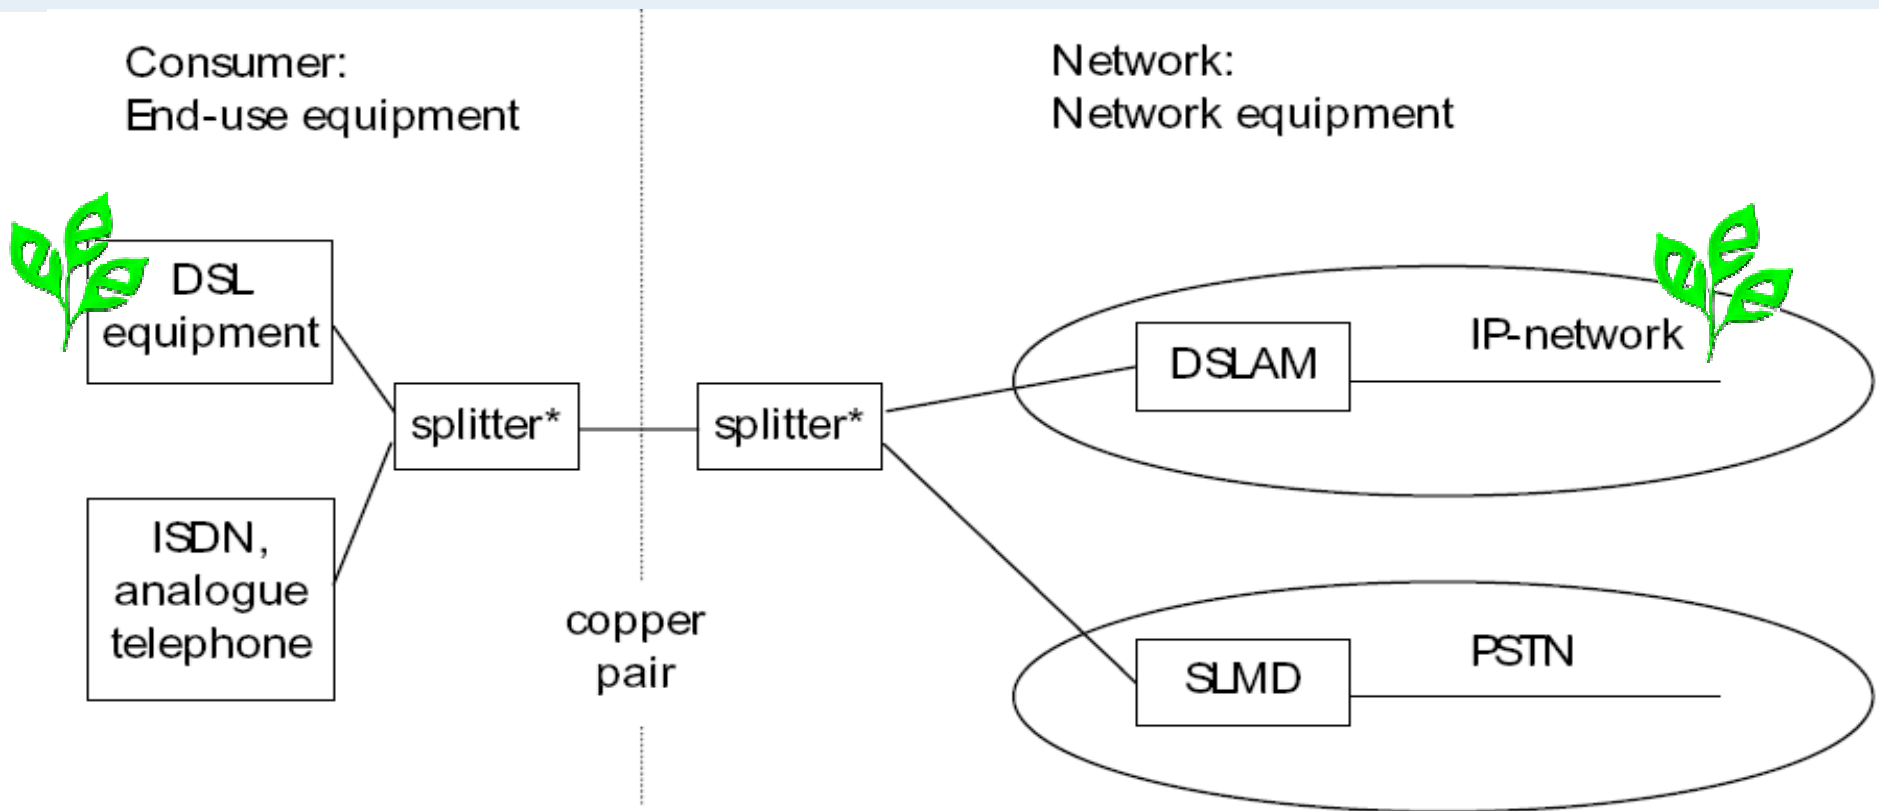 Consumer:
End-use equipment
Network:
Network equipment
e e e
DSL
equipment
e e e
IP-network
DSLAM
splitter*
splitter*
ISDN,
analogue
telephone
copper
pair
PSTN
SLMD